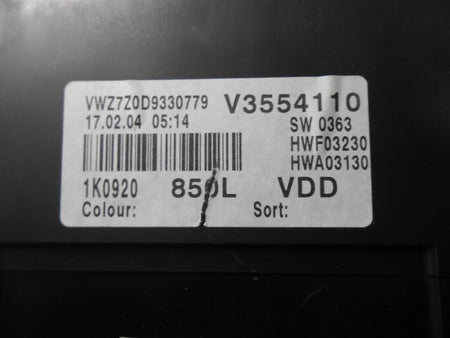 VWZ7Z0D9330779 V3554110
17.02.04 05:14 SW 0363
HWF03230
HWA03130
1K0920 850L VDD
Colour: Sort: